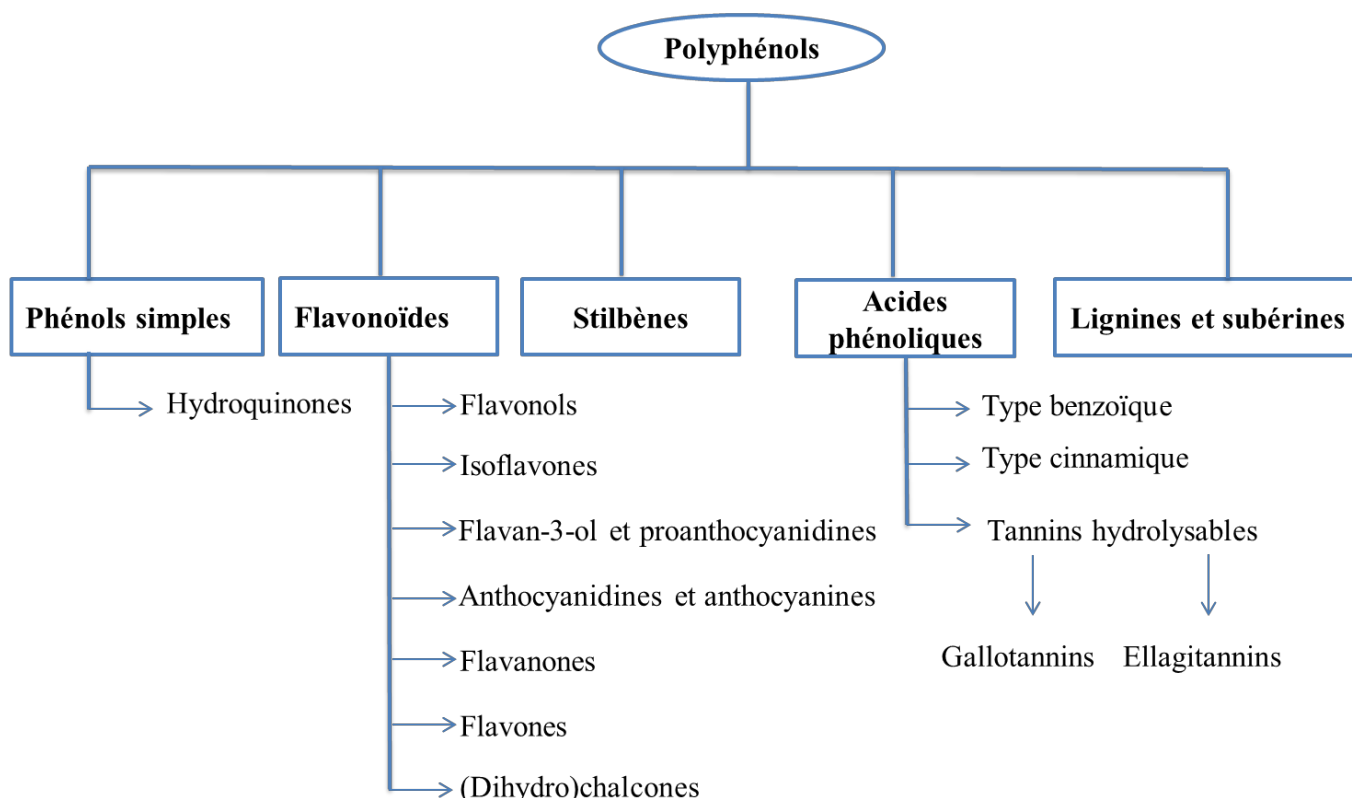 Polyphénols
Phénols simples
Flavonoïdes
Stilbènes
Acides
phénoliques
Lignines et subérines
Hydroquinones
Flavonols
Isoflavones
Flavan-3-ol et proanthocyanidines
Anthocyanidines et anthocyanines
Flavanones
Flavones
(Dihydro)chalcones
Type benzoïque
Type cinnamique
Tannins hydrolysables
Gallotannins
Ellagitannins